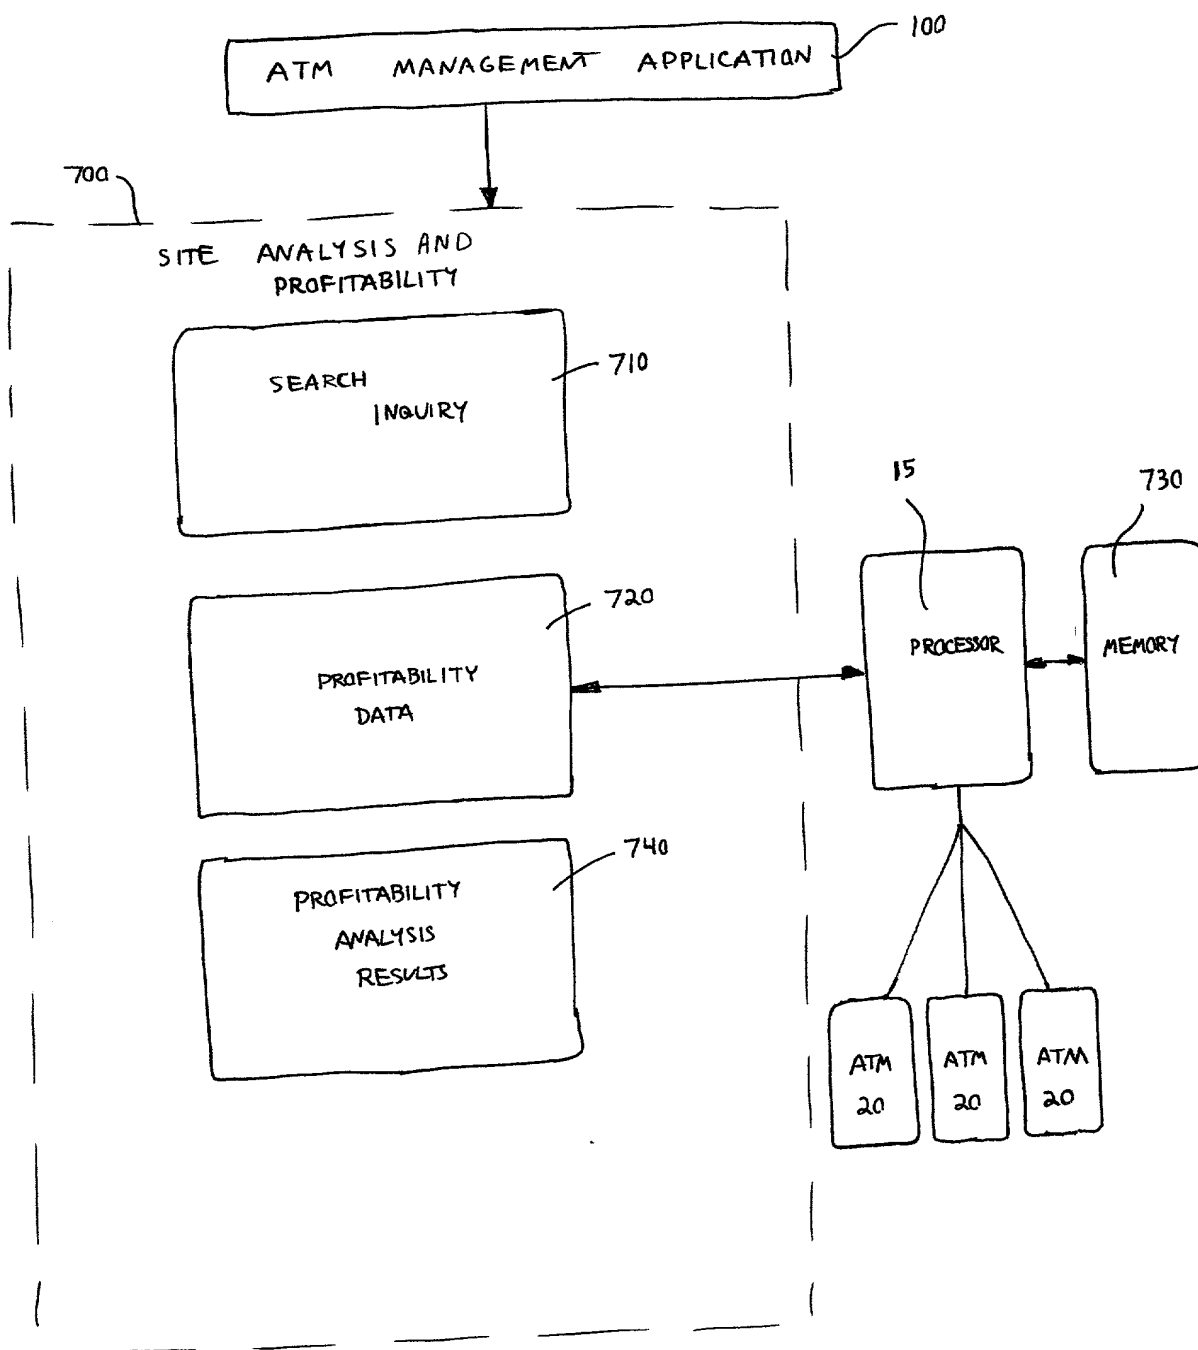 100
ATM MANAGEMENT APPLICATION
700
SITE ANALYSIS AND
PROFITABILITY
710
SEARCH
INQUIRY
15
730
720
PROCESSOR
MEMORY
PROFITABILITY
DATA
740
PROFITABILITY
ANALYSIS
RESULTS
ATM
20
ATM
20
ATM
20